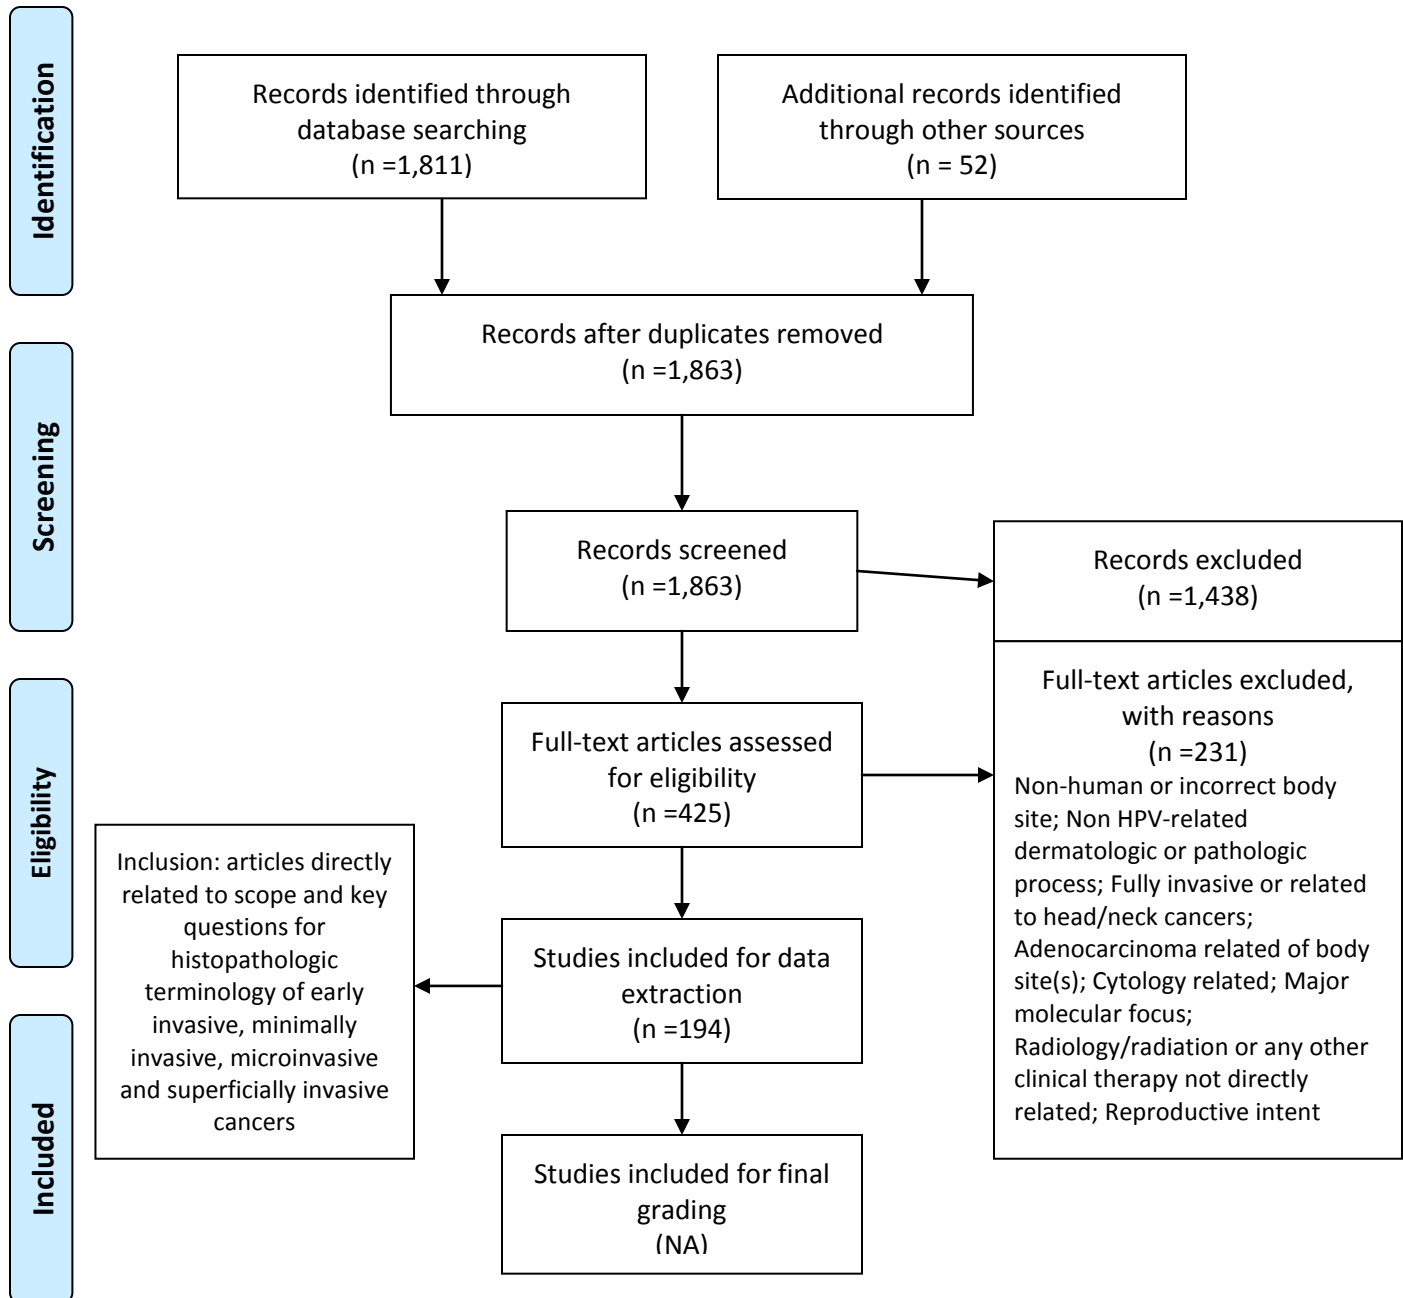 Identification
Records identified through
database searching
(n =1,811)
Additional records identified
through other sources
(n = 52)
Records after duplicates removed
(n =1,863)
Screening
Records screened
(n =1,863)
Records excluded
(n =1,438)
Eligibility
Full-text articles assessed
for eligibility
(n =425)
Full-text articles excluded,
with reasons
(n =231)
Non-human or incorrect body
site; Non HPV-related
dermatologic or pathologic
process; Fully invasive or related
to head/neck cancers;
Adenocarcinoma related of body
site(s); Cytology related; Major
molecular focus;
Radiology/radiation or any other
clinical therapy not directly
related; Reproductive intent
Inclusion: articles directly
related to scope and key
questions for
histopathologic
terminology of early
invasive, minimally
invasive, microinvasive
and superficially invasive
cancers
Studies included for data
extraction
(n =194)
Included
Studies included for final
grading
(NA)